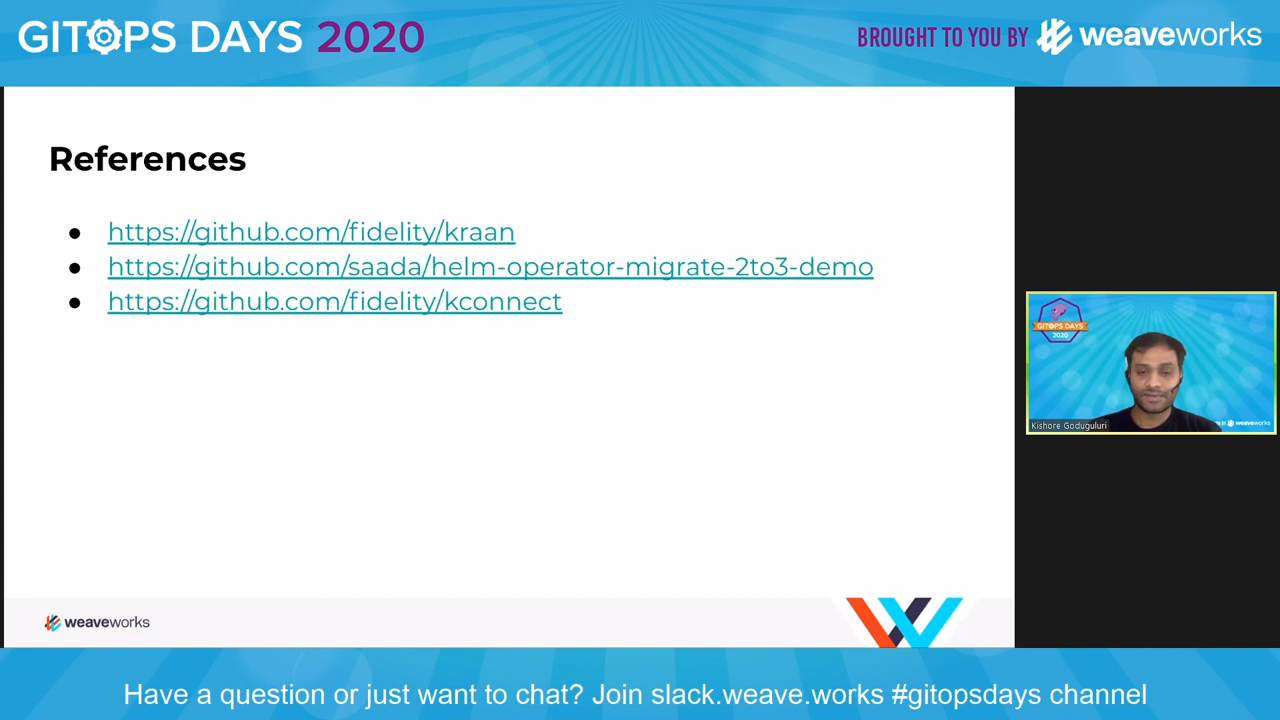 GITOPS DAYS 2020
BROUGHT TO YOU BY weaveworks
References
https://github.com/fidelity/kraan
https://github.com/saada/helm-operator-migrate-2to3-demo
https://github.com/fidelity/kconnect
GITOPS DAYS
2020
Kishore Goduguluri
weaveworks
weaveworks
Have a question or just want to chat? Join slack.weave.works #gitopsdays channel